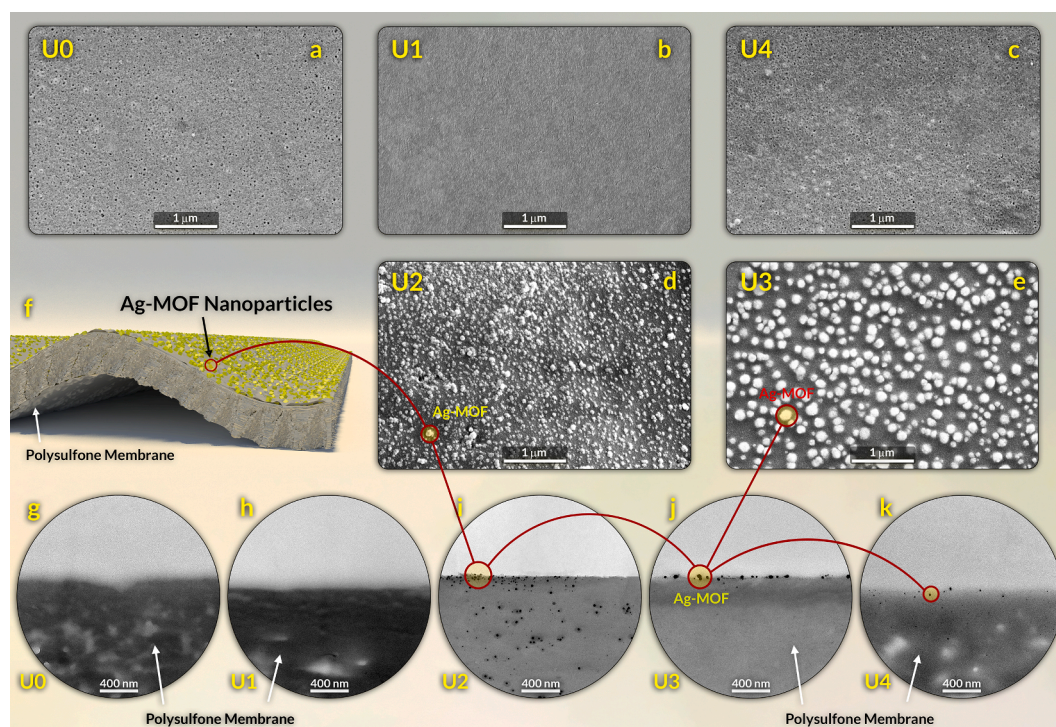 U0 a
U1 b
U4 c
1 μm
1 μm
1 μm
U2 d
U3 e
f
Ag-MOF Nanoparticles
Ag-MOF
Ag-MOF
Polysulfone Membrane
1 μm
1 μm
g
h
i
j
k
Ag-MOF
U0
400 nm
U1
400 nm
U2
400 nm
U3
400 nm
U4
400 nm
Polysulfone Membrane
Polysulfone Membrane